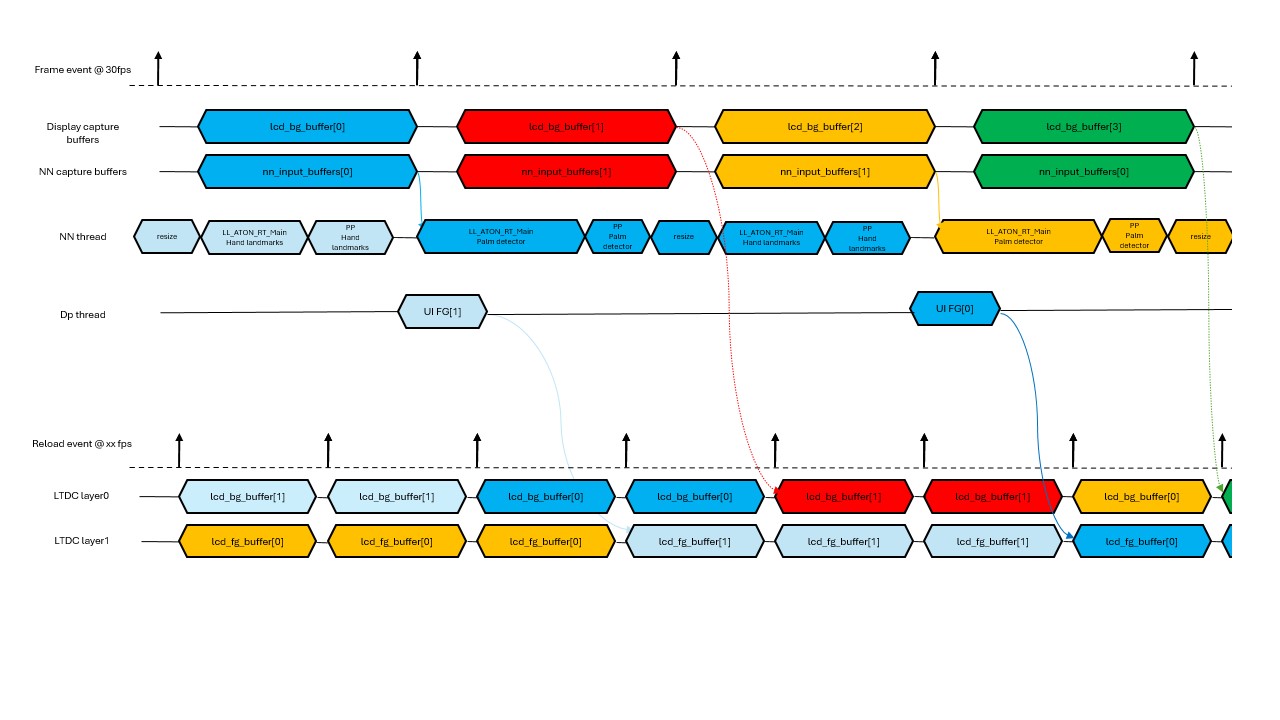 Frame event @ 30fps
Display capture
buffers
lcd_bg_buffer[0]
lcd_bg_buffer[1]
lcd_bg_buffer[2]
lcd_bg_buffer[3]
NN capture buffers
nn_input_buffers[0]
nn_input_buffers[1]
nn_input_buffers[1]
nn_input_buffers[0]
NN thread
resize
LL_ATON_RT_Main
Hand landmarks
PP
Hand
landmarks
LL_ATON_RT_Main
Palm detector
PP
Palm
detector
resize
LL_ATON_RT_Main
Hand landmarks
PP
Hand
landmarks
LL_ATON_RT_Main
Palm detector
PP
Palm
detector
resize
Dp thread
UI FG[1]
UI FG[0]
Reload event @ xx fps
LTDC layer0
lcd_bg_buffer[1]
lcd_bg_buffer[1]
lcd_bg_buffer[0]
lcd_bg_buffer[0]
lcd_bg_buffer[1]
lcd_bg_buffer[1]
lcd_bg_buffer[0]
LTDC layer1
lcd_fg_buffer[0]
lcd_fg_buffer[0]
lcd_fg_buffer[0]
lcd_fg_buffer[1]
lcd_fg_buffer[1]
lcd_fg_buffer[1]
lcd_fg_buffer[0]